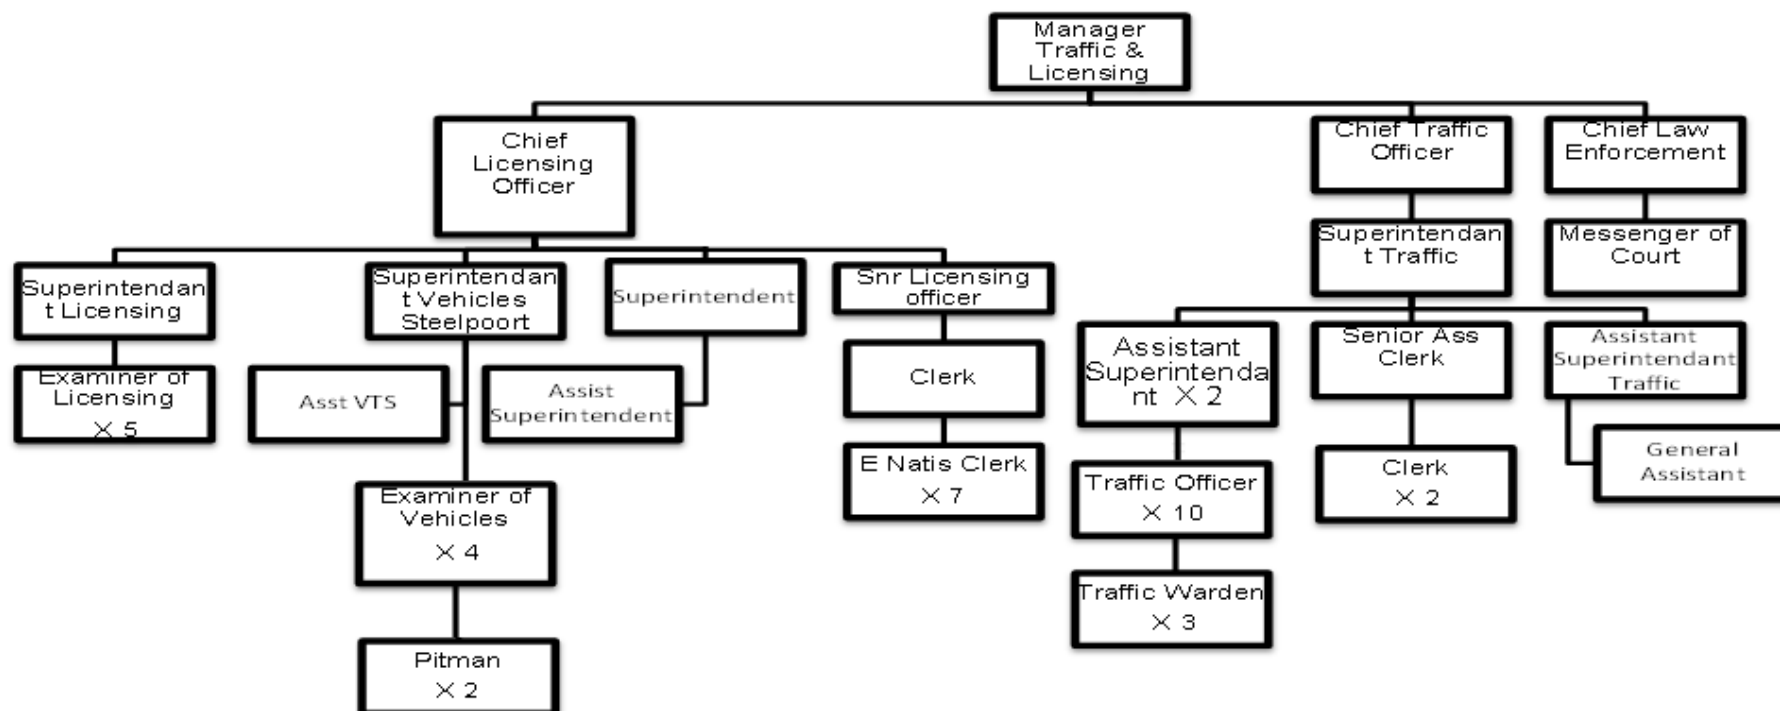 Manager
Traffic &
Licensing
Chief
Licensing
Officer
Chief Traffic
Officer
Chief Law
Enforcement
Superintendan
t Traffic
Messenger of
Court
Superintendan
t Licensing
Superintendan
t Vehicles
Steelpoort
Superintendent
Snr Licensing
officer
Examiner of
Licensing
X 5
Asst VTS
Assist
Superintendent
Clerk
E Natis Clerk
X 7
Examiner of
Vehicles
X 4
Pitman
X 2
Assistant
Superintenda
nt X 2
Senior Ass
Clerk
Assistant
Superintendant
Traffic
Traffic Officer
X 10
Clerk
X 2
General
Assistant
Traffic Warden
X 3